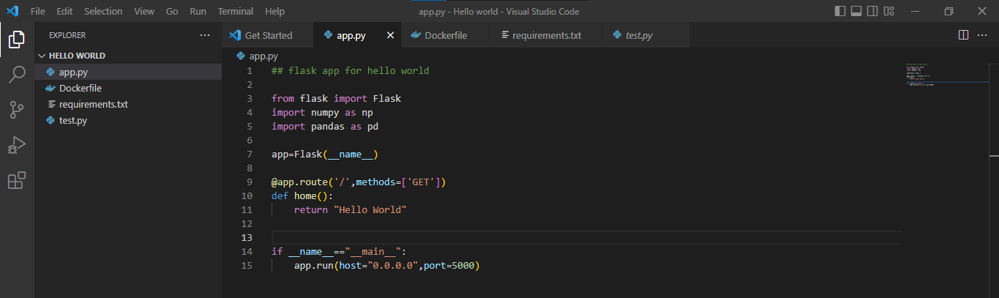 File Edit Selection View Go Run Terminal Help app.py - Hello world - Visual Studio Code
EXPLORER ···
HELLO WORLD
app.py
Dockerfile
requirements.txt
test.py
Get Started app.py Dockerfile requirements.txt test.py
app.py
1 ## flask app for hello world
2
3 from flask import Flask
4 import numpy as np
5 import pandas as pd
6
7 app=Flask(__name__)
8
9 @app.route('/',methods=['GET'])
10 def home():
11     return "Hello World"
12
13
14 if __name__=="__main__":
15     app.run(host="0.0.0.0",port=5000)